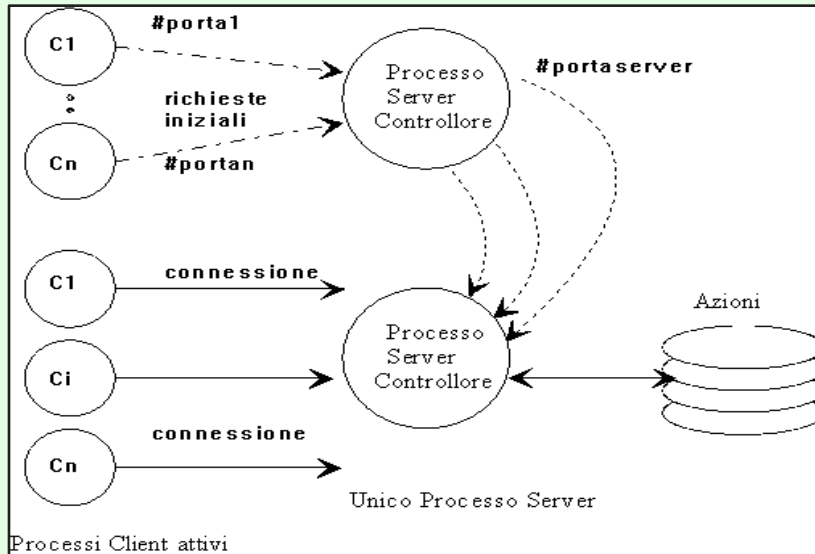 C1
#porta1
Processo
Server
Controllore
#portaserver
richieste
iniziali
Cn
#portan
C1
connessione
Processo
Server
Controllore
Azioni
Ci
Cn
connessione
Unico Processo Server
Processi Client attivi